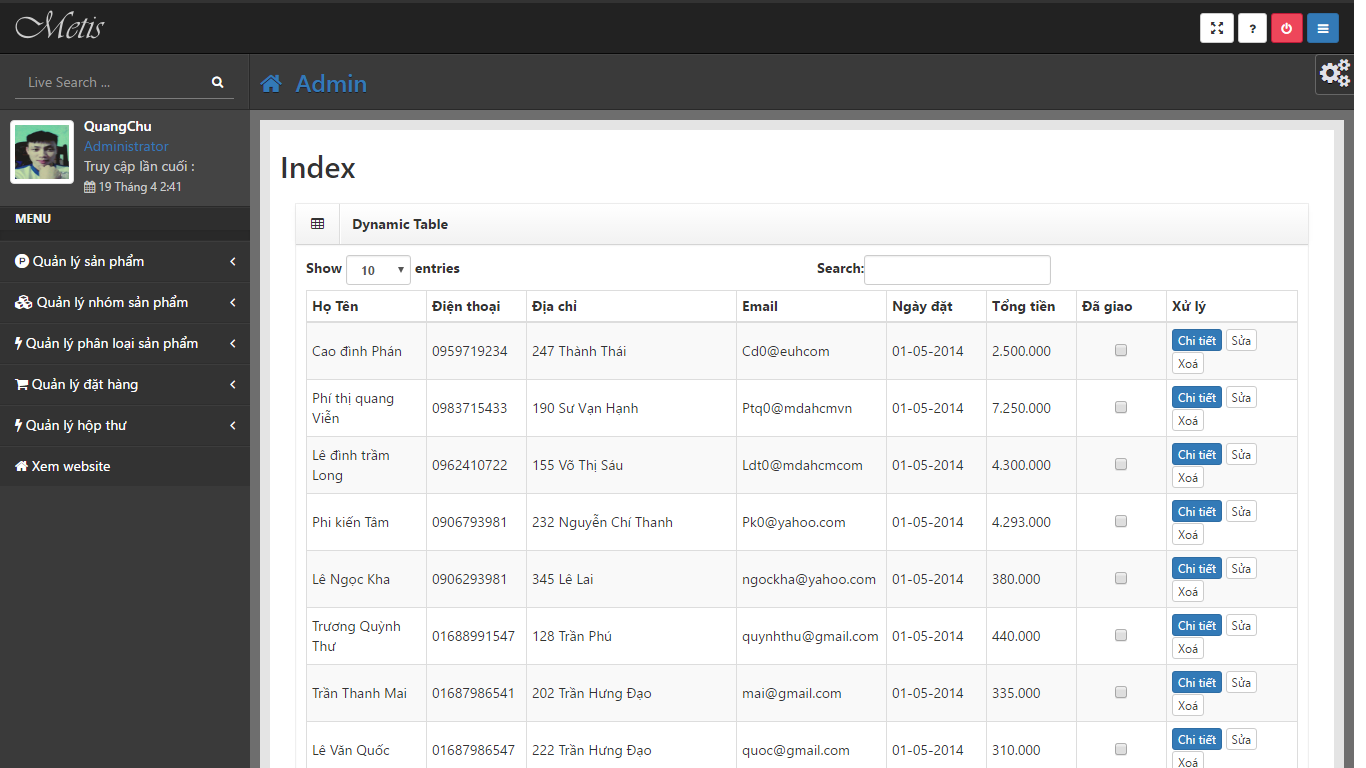 Metis
?
Live Search ...
Admin
QuangChu
Administrator
Truy cập lần cuối :
19 Tháng 4 2:41
MENU
P Quản lý sản phẩm
Quản lý nhóm sản phẩm
Quản lý phân loại sản phẩm
Quản lý đặt hàng
Quản lý hộp thư
Xem website
Index
Dynamic Table
Show 10 entries Search:
Họ Tên Điện thoại Địa chỉ Email Ngày đặt Tổng tiền Đã giao Xử lý
Cao đình Phán 0959719234 247 Thành Thái Cd0@euhcom 01-05-2014 2.500.000 Chi tiết Sửa
Xoá
Phí thị quang
Viễn 0983715433 190 Sư Vạn Hạnh Ptq0@mdahcmvn 01-05-2014 7.250.000 Chi tiết Sửa
Xoá
Lê đình trầm
Long 0962410722 155 Võ Thị Sáu Ldt0@mdahcmcom 01-05-2014 4.300.000 Chi tiết Sửa
Xoá
Phi kiến Tâm 0906793981 232 Nguyễn Chí Thanh Pk0@yahoo.com 01-05-2014 4.293.000 Chi tiết Sửa
Xoá
Lê Ngọc Kha 0906293981 345 Lê Lai ngockha@yahoo.com 01-05-2014 380.000 Chi tiết Sửa
Xoá
Trương Quỳnh
Thư 01688991547 128 Trần Phú quynhthu@gmail.com 01-05-2014 440.000 Chi tiết Sửa
Xoá
Trần Thanh Mai 01687986541 202 Trần Hưng Đạo mai@gmail.com 01-05-2014 335.000 Chi tiết Sửa
Xoá
Lê Văn Quốc 01687986547 222 Trần Hưng Đạo quoc@gmail.com 01-05-2014 310.000 Chi tiết Sửa
Xoá